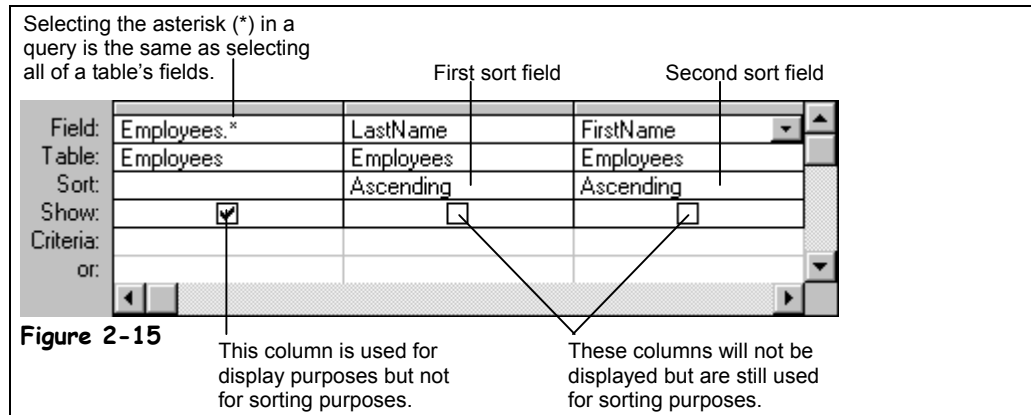 Selecting the asterisk (*) in a
query is the same as selecting
all of a table's fields.
First sort field
Second sort field
Field: Employees.* LastName FirstName
Table: Employees Employees Employees
Sort: Ascending Ascending
Show:
Criteria:
or:
Figure 2-15
This column is used for
display purposes but not
for sorting purposes.
These columns will not be
displayed but are still used
for sorting purposes.